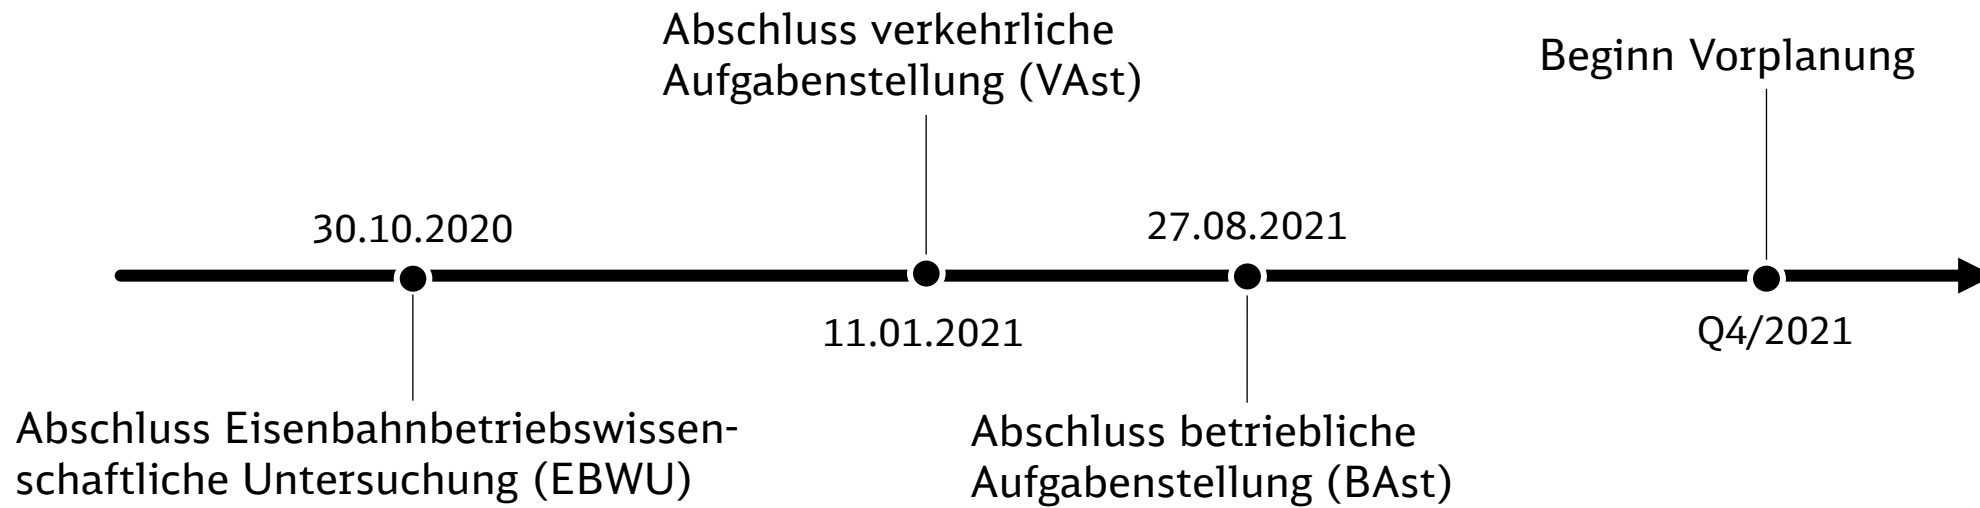 Abschluss verkehrliche
Aufgabenstellung (VAst)
Beginn Vorplanung
30.10.2020
27.08.2021
11.01.2021
Q4/2021
Abschluss Eisenbahnbetriebswissen-
schaftliche Untersuchung (EBWU)
Abschluss betriebliche
Aufgabenstellung (BAst)